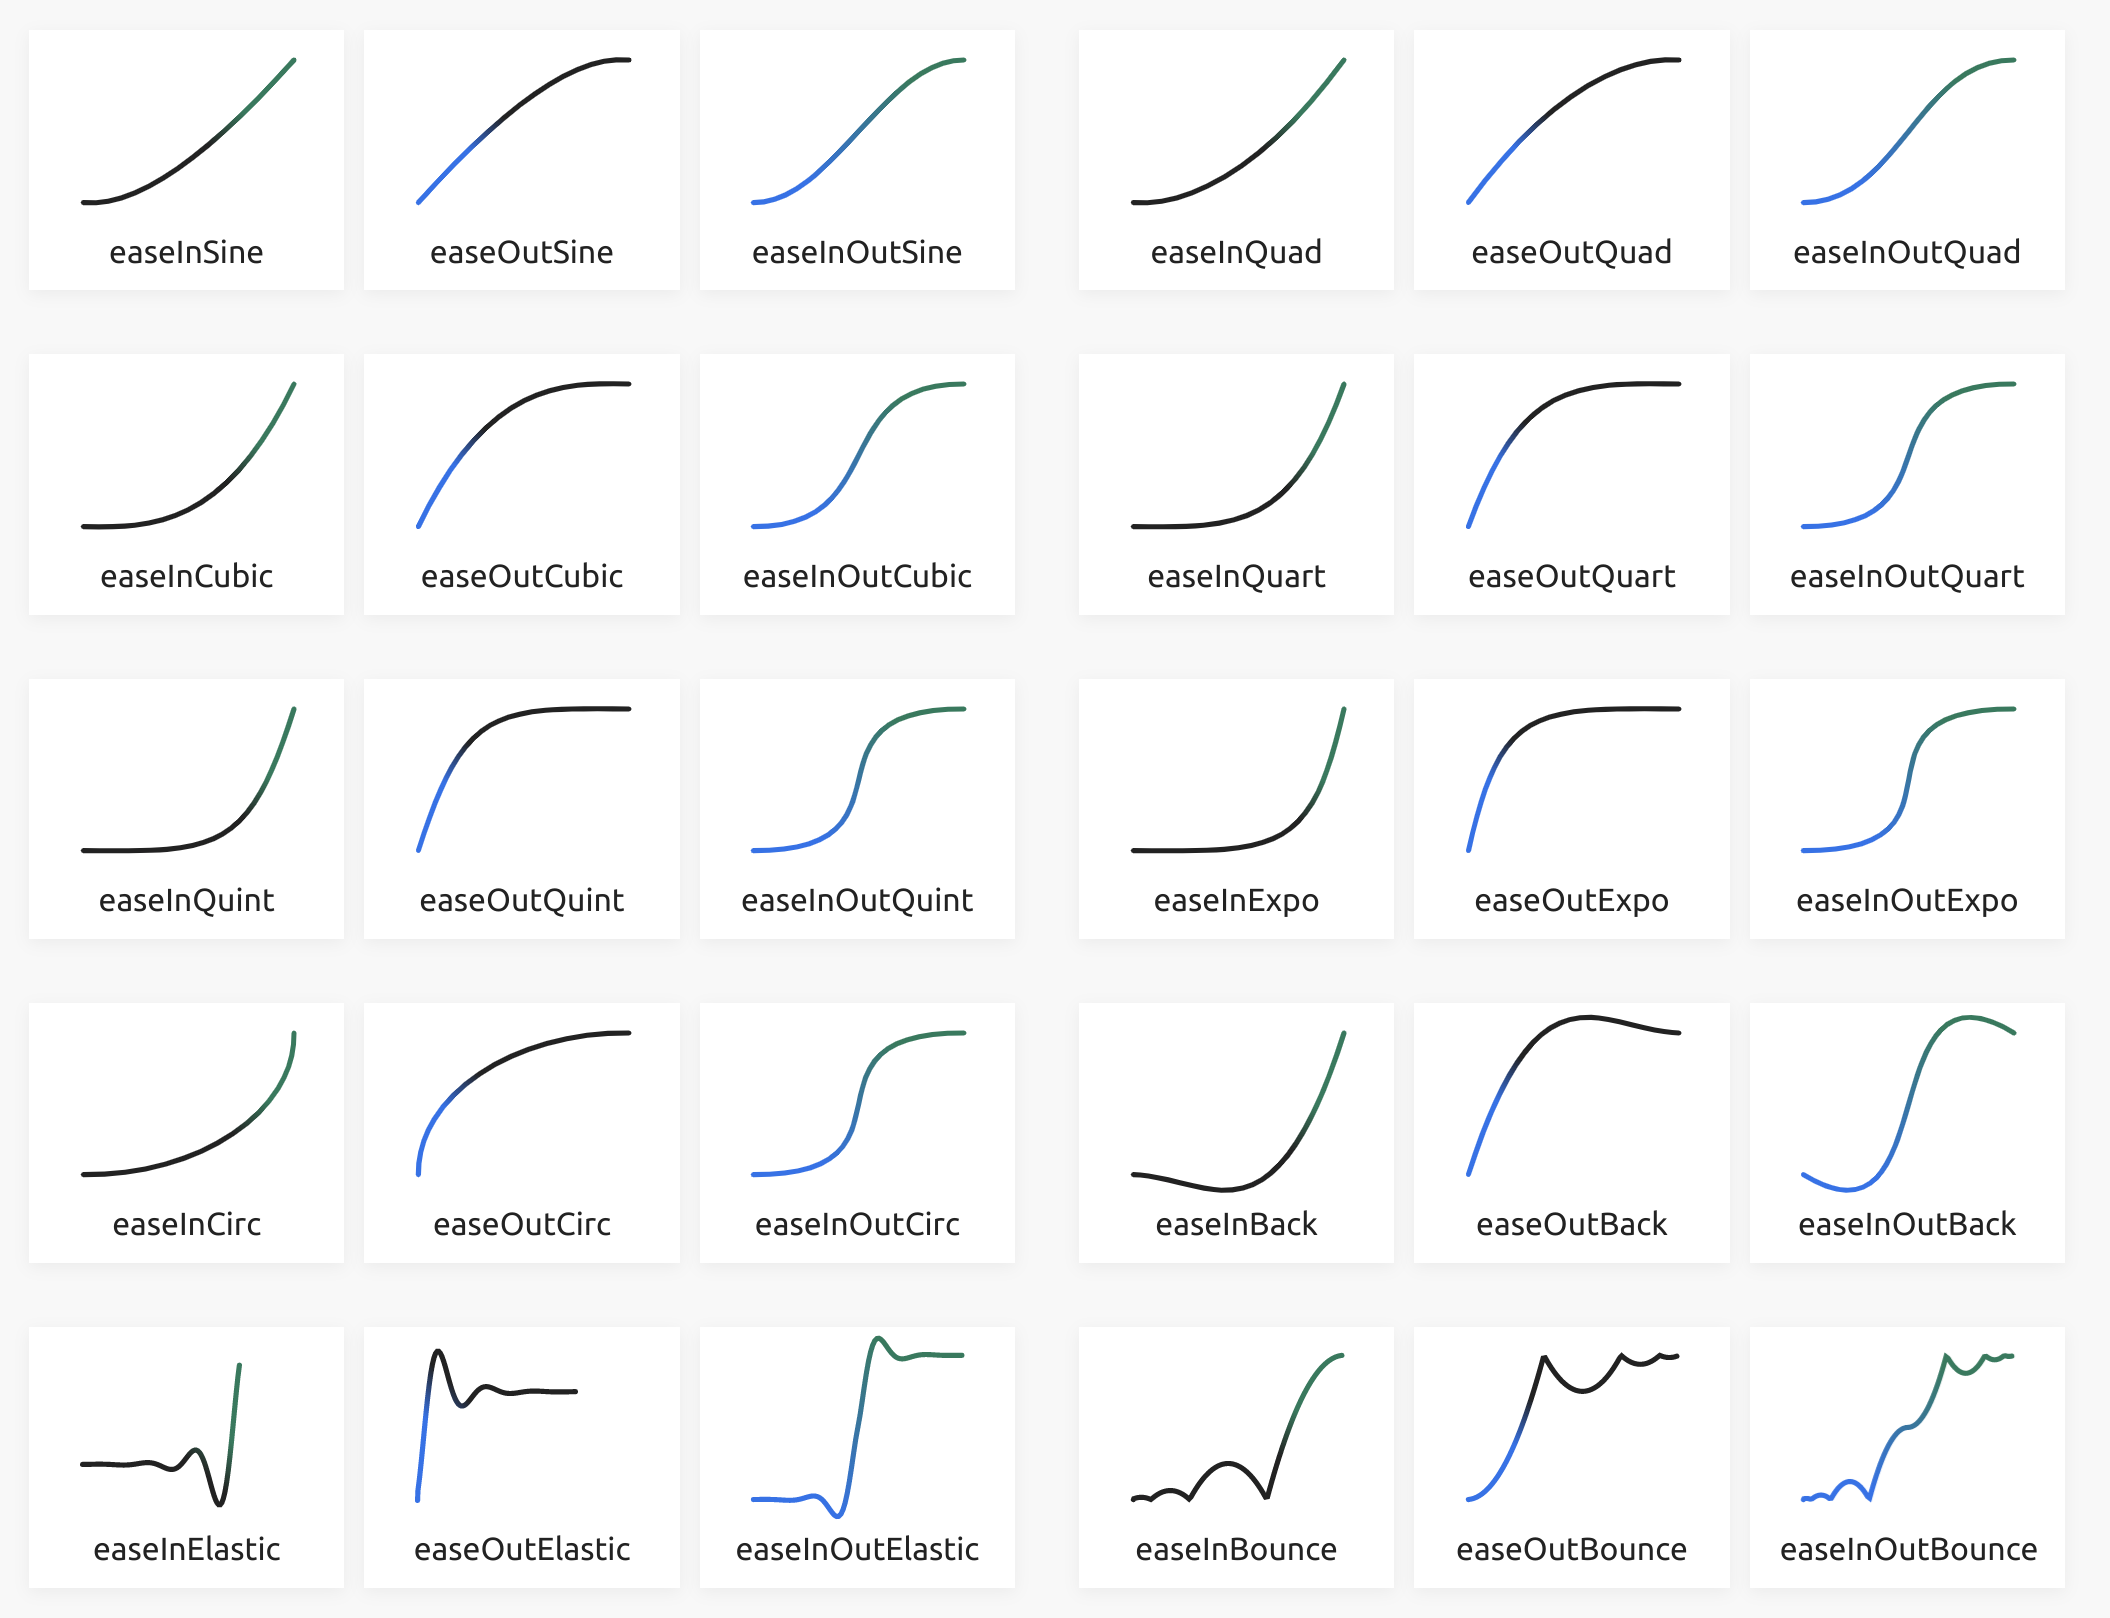 easeInSine
easeOutSine
easeInOutSine
easeInQuad
easeOutQuad
easeInOutQuad
easeInCubic
easeOutCubic
easeInOutCubic
easeInQuart
easeOutQuart
easeInOutQuart
easeInQuint
easeOutQuint
easeInOutQuint
easeInExpo
easeOutExpo
easeInOutExpo
easeInCirc
easeOutCirc
easeInOutCirc
easeInBack
easeOutBack
easeInOutBack
easeInElastic
easeOutElastic
easeInOutElastic
easeInBounce
easeOutBounce
easeInOutBounce